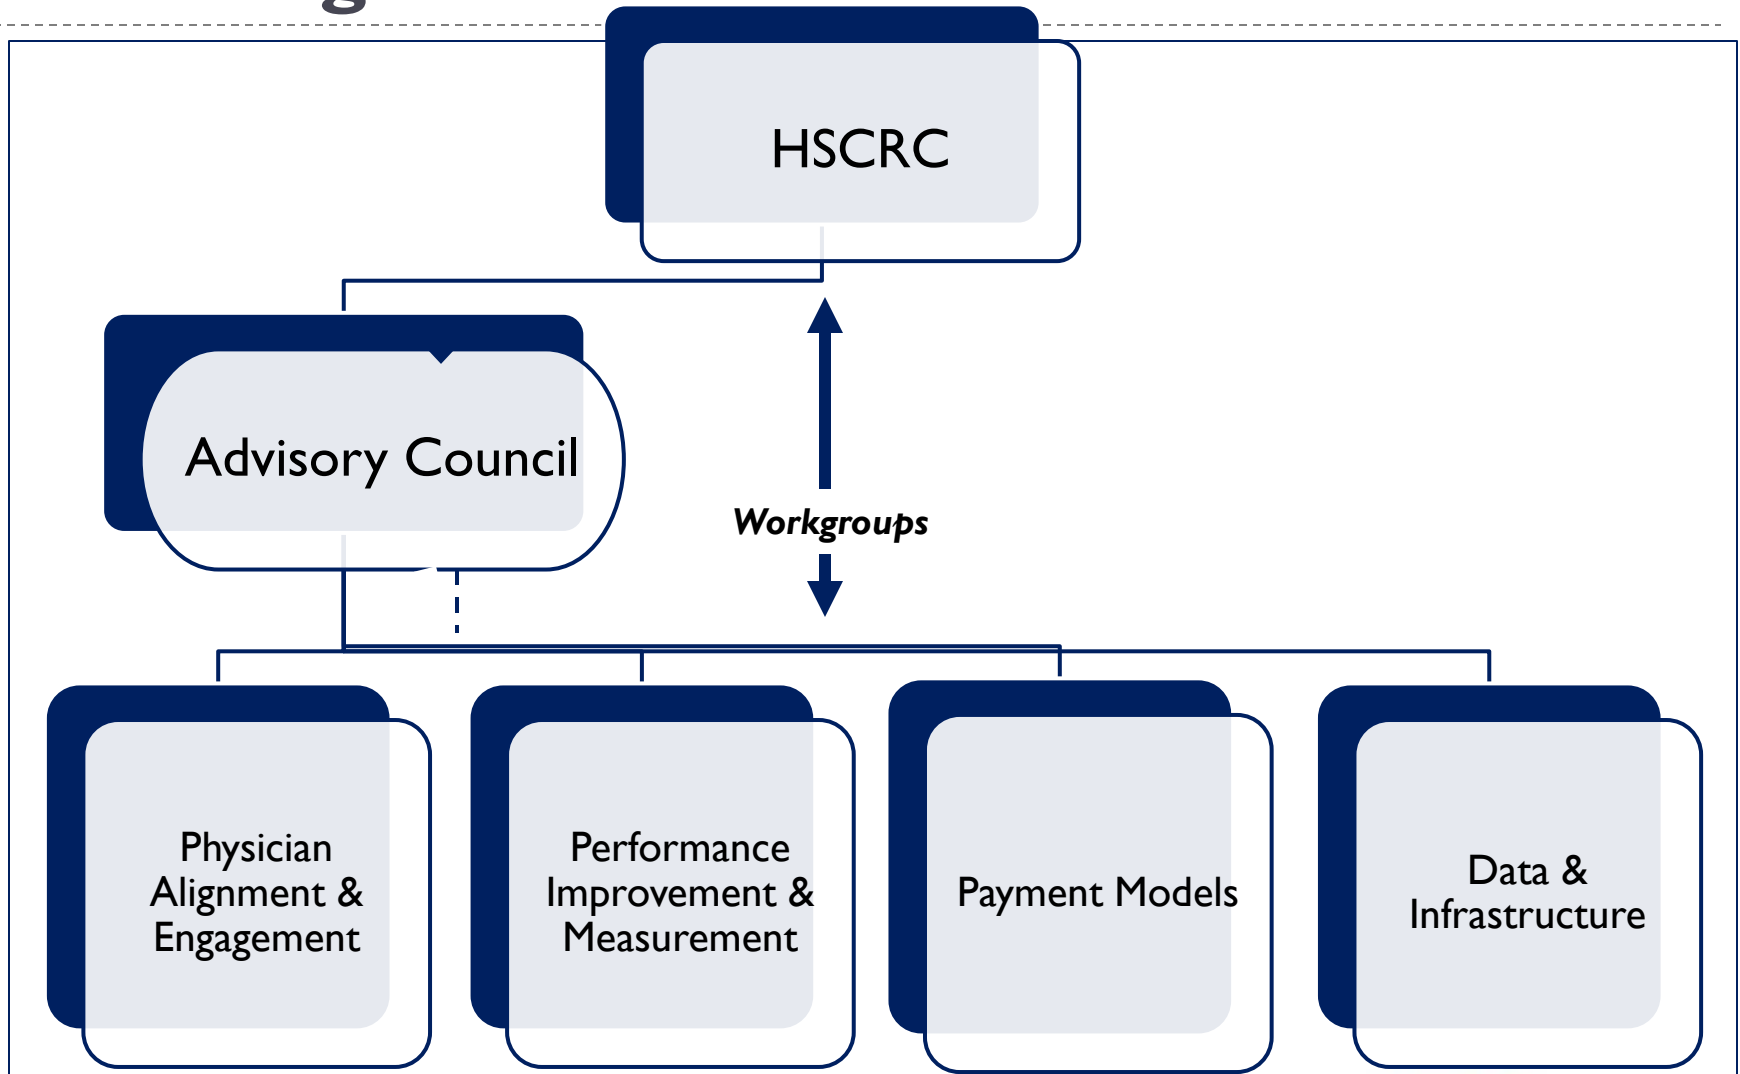 HSCRC
Advisory Council
Workgroups
Physician
Alignment &
Engagement
Performance
Improvement &
Measurement
Payment Models
Data &
Infrastructure